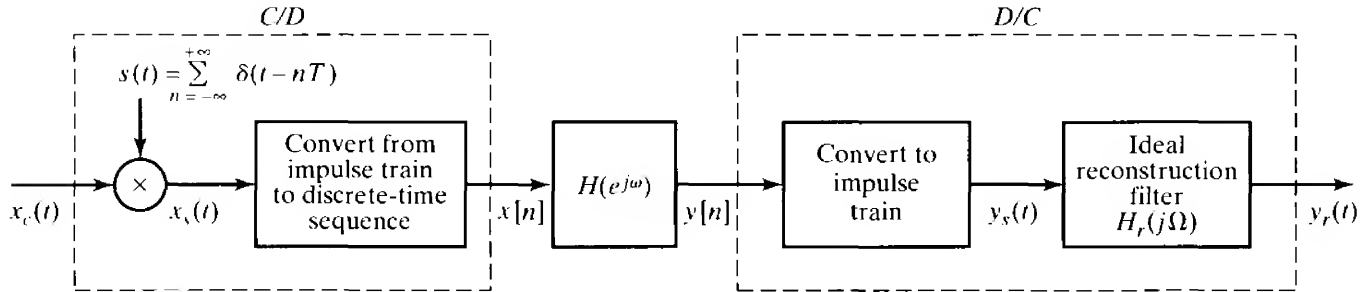 C/D
D/C
s(t) = Σ δ(t − nT)
+∞
n = −∞
×
Convert from
impulse train
to discrete-time
sequence
H(e^{jω})
Convert to
impulse
train
Ideal
reconstruction
filter
H_r(jΩ)
x_c(t)
x_s(t)
x[n]
y[n]
y_s(t)
y_r(t)